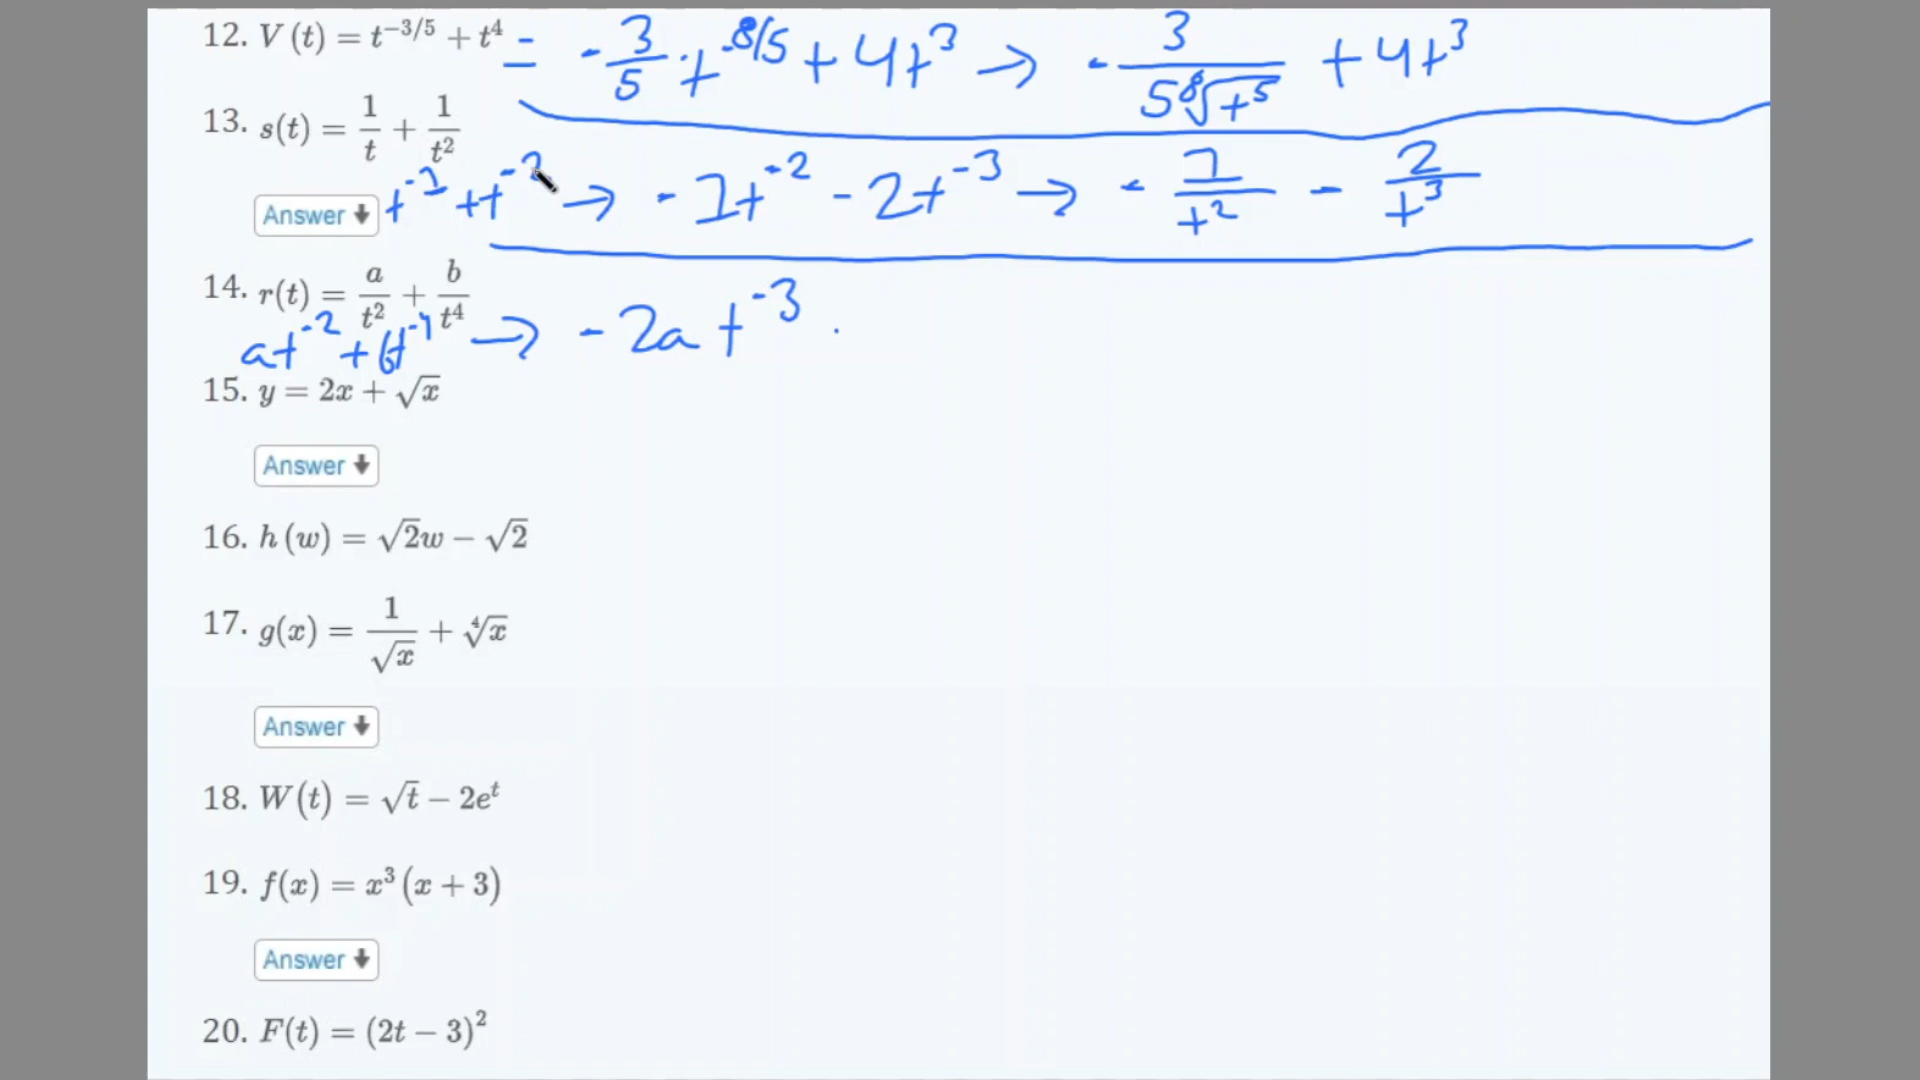 12. V (t) = t^{−3/5} + t^4 = -3/5 · t^{-8/5} + 4t^3 → -3/(5 ⁸√t^5) + 4t^3
13. s(t) = 1/t + 1/t^2
Answer ↓ t^{-1} + t^{-2} → -1t^{-2} - 2t^{-3} → - 1/t^2 - 2/t^3
14. r(t) = a/t^2 + b/t^4
at^{-2} + bt^{-4} → -2a t^{-3} .
15. y = 2x + √x
Answer ↓
16. h (w) = √2w − √2
17. g(x) = 1/√x + ⁴√x
Answer ↓
18. W(t) = √t − 2e^t
19. f(x) = x^3 (x + 3)
Answer ↓
20. F(t) = (2t − 3)^2